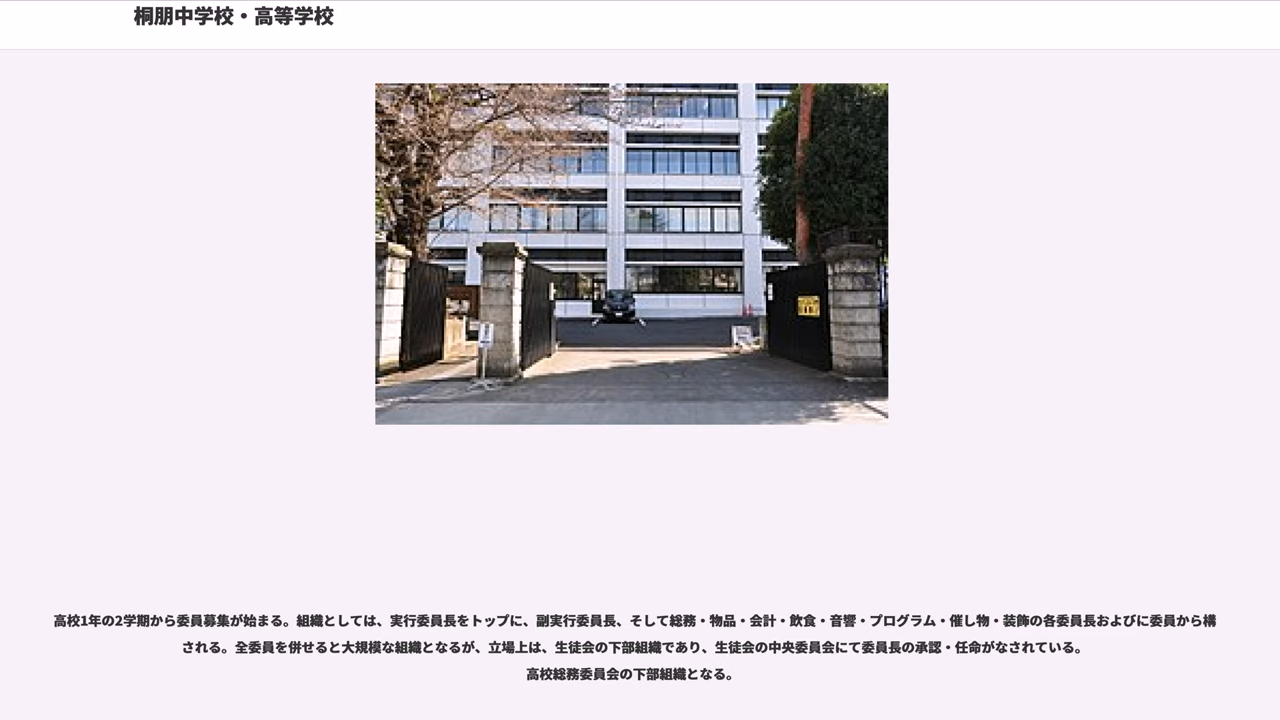 桐朋中学校・高等学校
高校1年の2学期から委員募集が始まる。組織としては、実行委員長をトップに、副実行委員長、そして総務・物品・会計・飲食・音響・プログラム・催し物・装飾の各委員長およびに委員から構
される。全委員を併せると大規模な組織となるが、立場上は、生徒会の下部組織であり、生徒会の中央委員会にて委員長の承認・任命がなされている。
高校総務委員会の下部組織となる。